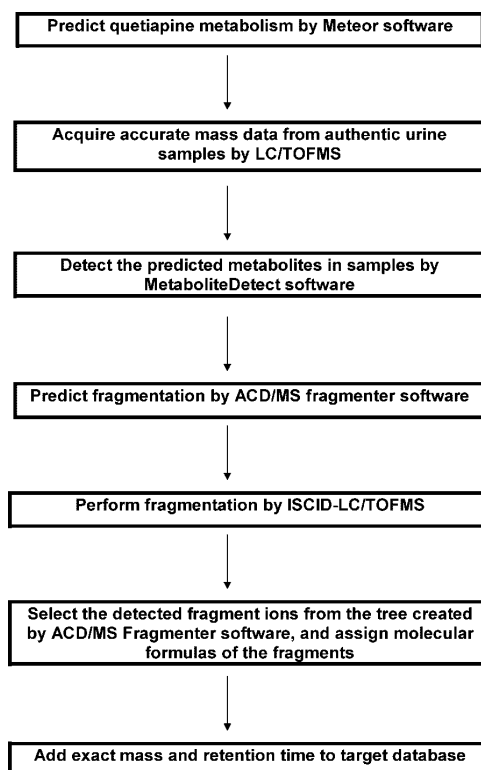 Predict quetiapine metabolism by Meteor software
Acquire accurate mass data from authentic urine
samples by LC/TOFMS
Detect the predicted metabolites in samples by
MetaboliteDetect software
Predict fragmentation by ACD/MS fragmenter software
Perform fragmentation by ISCID-LC/TOFMS
Select the detected fragment ions from the tree created
by ACD/MS Fragmenter software, and assign molecular
formulas of the fragments
Add exact mass and retention time to target database